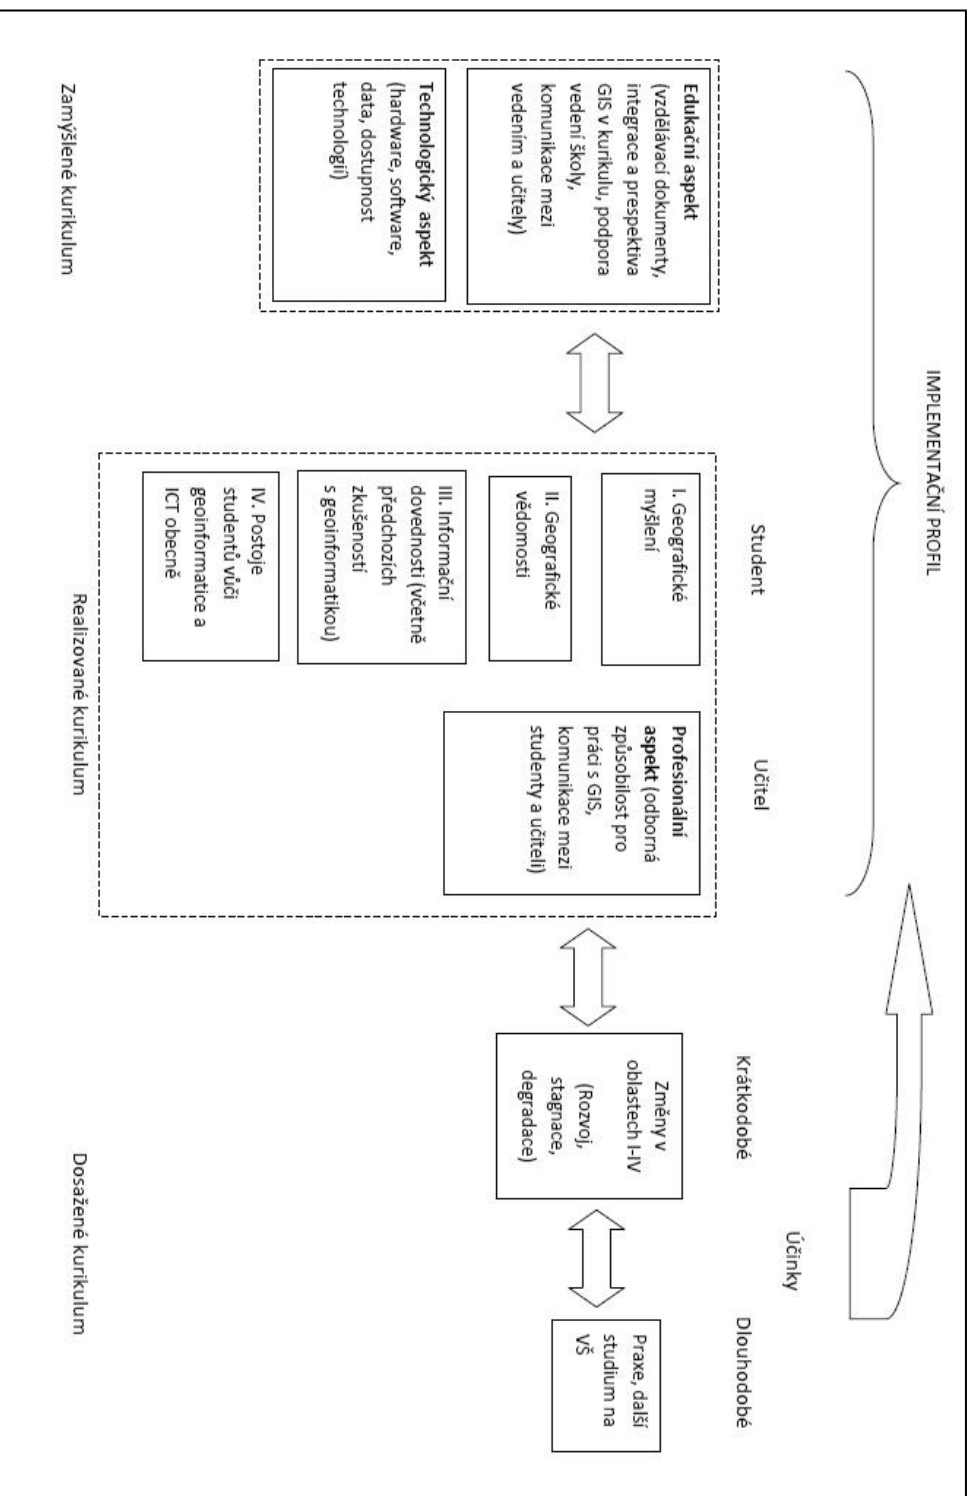 IMPLEMENTAČNÍ PROFIL
Student
Učitel
Účinky
Krátkodobé
Dlouhodobé
Edukační aspekt
(vzdělávací dokumenty,
integrace a prespektiva
GIS v kurikulu, podpora
vedení školy,
komunikace mezi
vedením a učitely)
Technologický aspekt
(hardware, software,
data, dostupnost
technologií)
I. Geografické
myšlení
II. Geografické
vědomosti
III. Informační
dovednosti (včetně
předchozích
zkušeností
s geoinformatikou)
IV. Postoje
studentů vůči
geoinformatice a
ICT obecně
Profesionální
aspekt (odborná
způsobilost pro
práci s GIS,
komunikace mezi
studenty a učiteli)
Změny v
oblastech I-IV
(Rozvoj,
stagnace,
degradace)
Praxe, další
studium na
VŠ
Zamýšlené kurikulum
Realizované kurikulum
Dosažené kurikulum